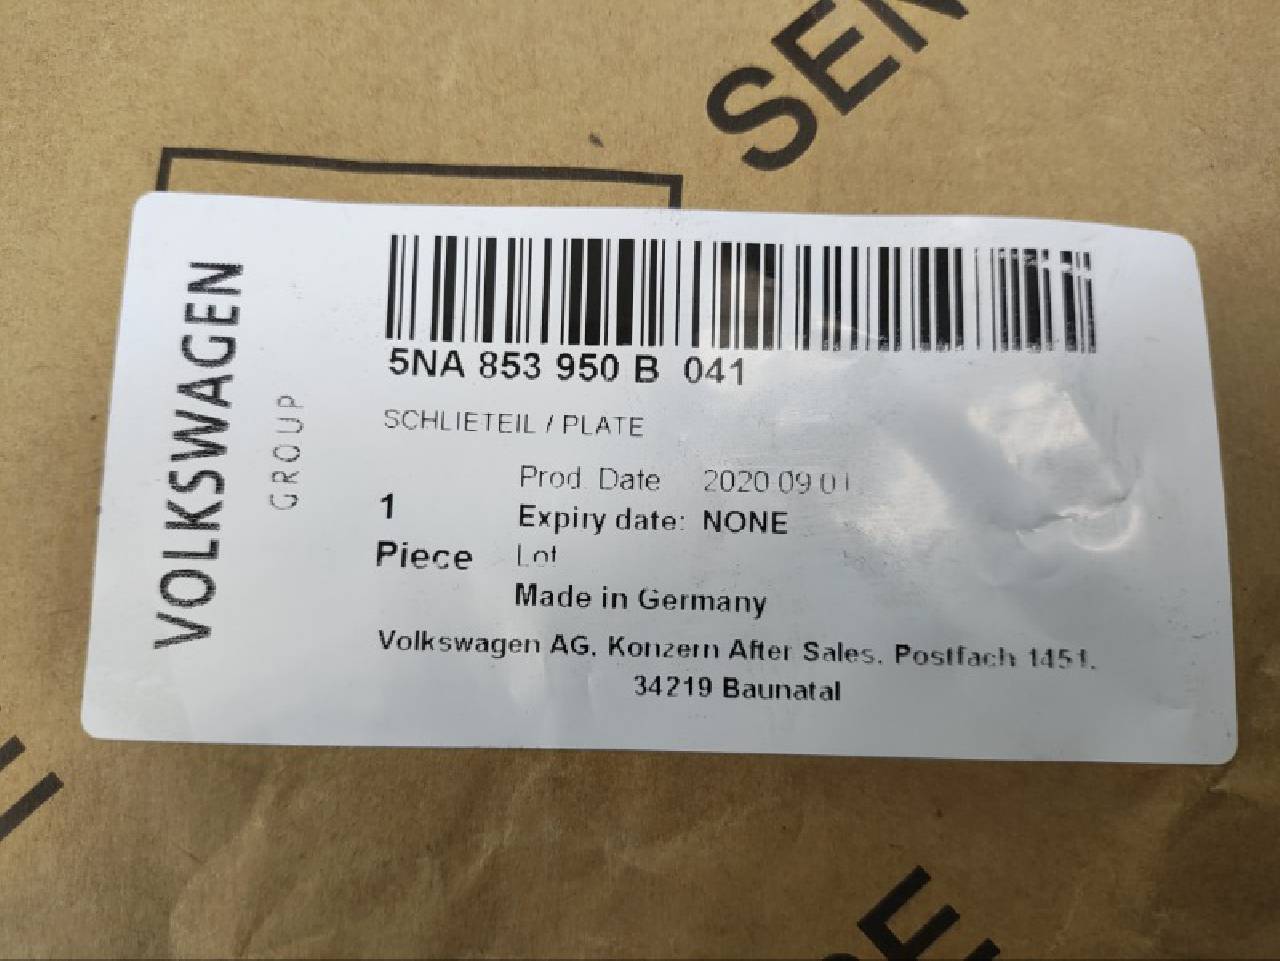 SEN
VOLKSWAGEN
GROUP
5NA 853 950 B 041
SCHLIETEIL / PLATE
Prod Date 2020 09 01
1
Expiry date: NONE
Piece
Lot
Made in Germany
Volkswagen AG. Konzern After Sales. Postfach 1451.
34219 Baunatal